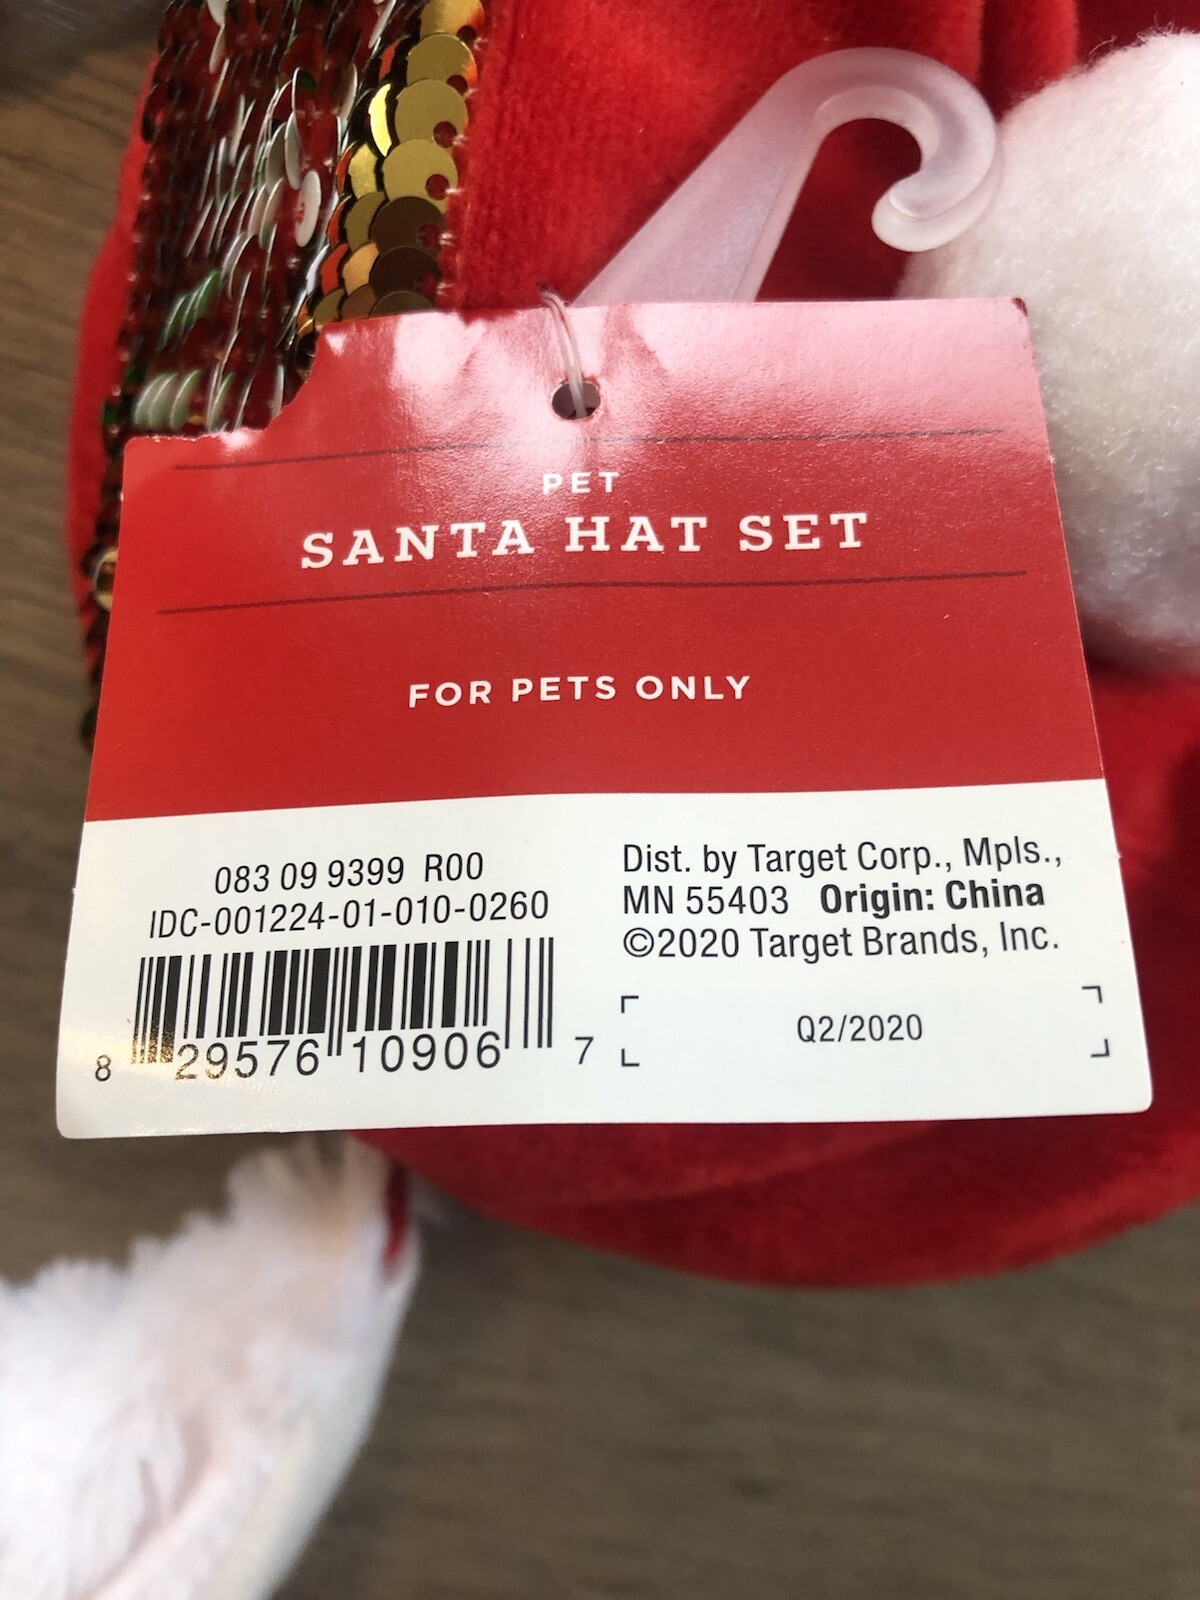 PET
SANTA HAT SET
FOR PETS ONLY
083 09 9399 R00
IDC-001224-01-010-0260
8 29576 10906 7
Dist. by Target Corp., Mpls.,
MN 55403 Origin: China
©2020 Target Brands, Inc.
Q2/2020